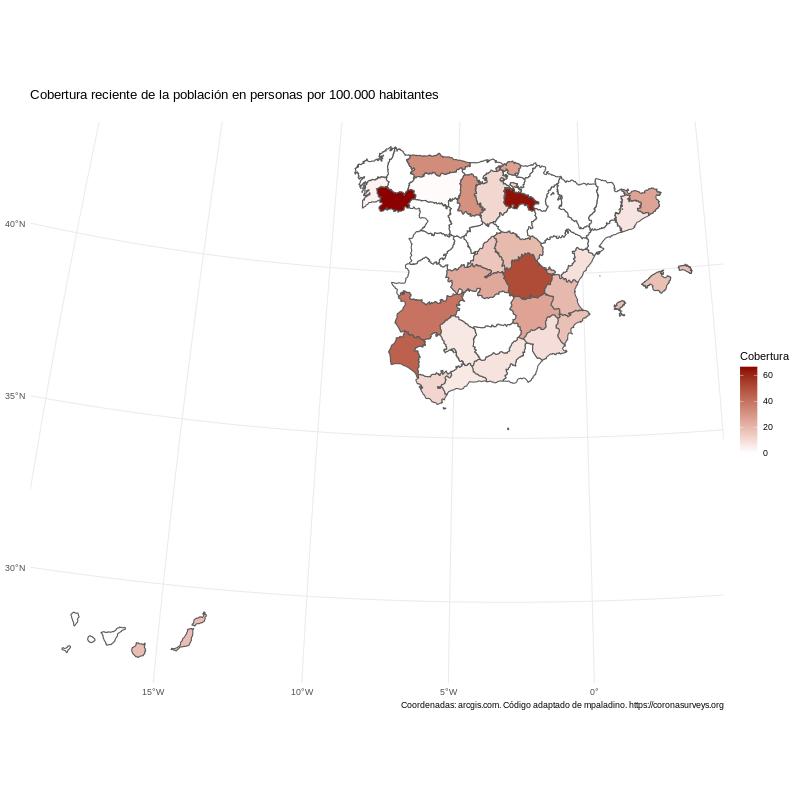 Cobertura reciente de la población en personas por 100.000 habitantes
40°N
35°N
30°N
Cobertura
60
40
20
0
15°W
10°W
5°W
0°
Coordenadas: arcgis.com. Código adaptado de mpaladino. https://coronasurveys.org